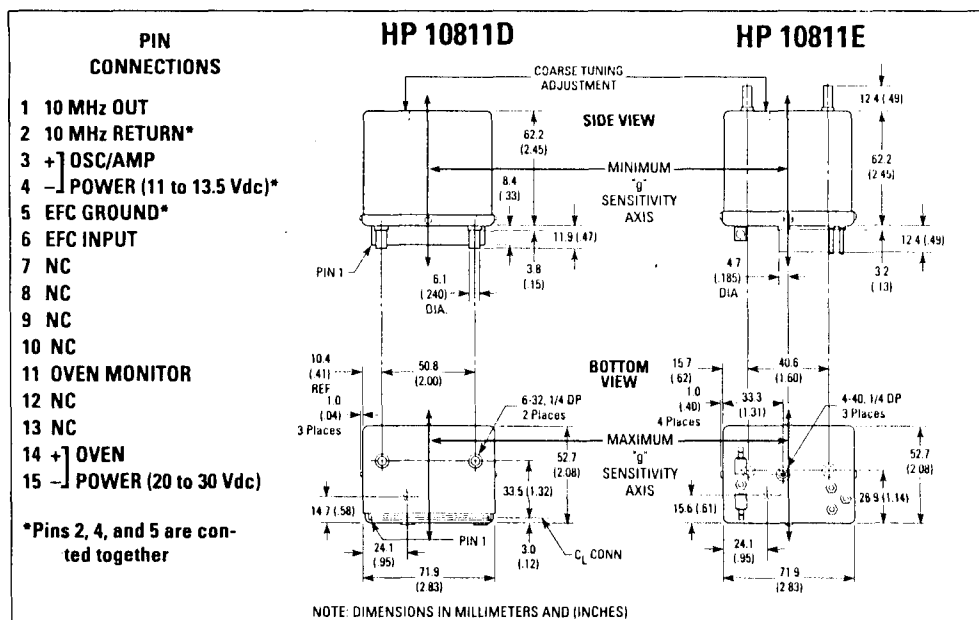 PIN
CONNECTIONS
1 10 MHz OUT
2 10 MHz RETURN*
3 +] OSC/AMP
4 –] POWER (11 to 13.5 Vdc)*
5 EFC GROUND*
6 EFC INPUT
7 NC
8 NC
9 NC
10 NC
11 OVEN MONITOR
12 NC
13 NC
14 +] OVEN
15 –] POWER (20 to 30 Vdc)
*Pins 2, 4, and 5 are con-
ted together
HP 10811D
HP 10811E
COARSE TUNING
ADJUSTMENT
SIDE VIEW
62.2
(2.45)
MINIMUM
"g"
SENSITIVITY
AXIS
8.4
(.33)
11.9 (.47)
PIN 1
6.1
(.240)
DIA.
3.8
(.15)
12.4 (.49)
62.2
(2.45)
12.4 (.49)
4.7
(.185)
DIA
3.2
(.13)
10.4
(.41)
REF
50.8
(2.00)
1.0
(.04)
3 Places
BOTTOM
VIEW
6-32, 1/4 DP
2 Places
MAXIMUM
"g"
SENSITIVITY
AXIS
52.7
(2.08)
33.5 (1.32)
14.7 (.58)
PIN 1
24.1
(.95)
3.0
(.12)
CL CONN
71.9
(2.83)
15.7
(.62)
40.6
(1.60)
1.0
(.40)
4 Places
33.3
(1.31)
4-40, 1/4 DP
3 Places
52.7
(2.08)
26.9 (1.14)
15.6 (.61)
24.1
(.95)
71.9
(2.83)
NOTE: DIMENSIONS IN MILLIMETERS AND (INCHES)